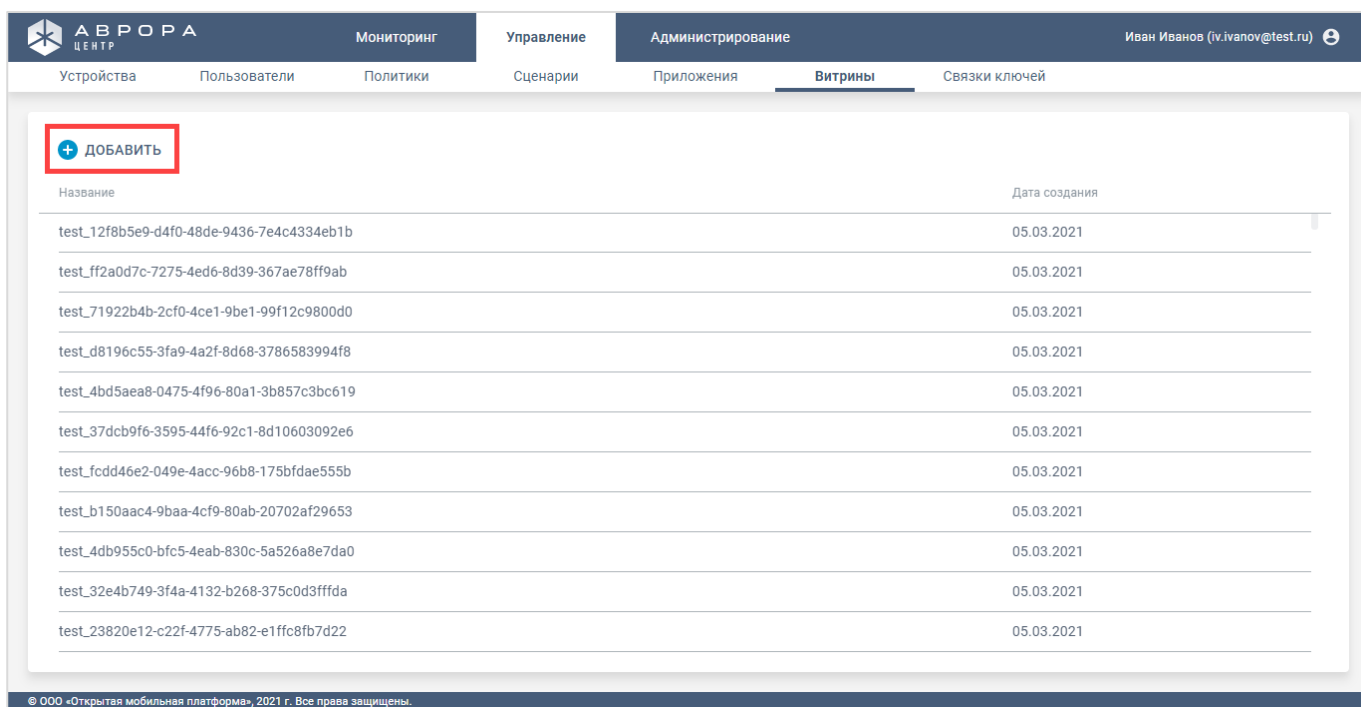 АВРОРА
ЦЕНТР
Мониторинг Управление Администрирование Иван Иванов (iv.ivanov@test.ru)
Устройства Пользователи Политики Сценарии Приложения Витрины Связки ключей
ДОБАВИТЬ
Название Дата создания
test_12f8b5e9-d4f0-48de-9436-7e4c4334eb1b 05.03.2021
test_ff2a0d7c-7275-4ed6-8d39-367ae78ff9ab 05.03.2021
test_71922b4b-2cf0-4ce1-9be1-99f12c9800d0 05.03.2021
test_d8196c55-3fa9-4a2f-8d68-3786583994f8 05.03.2021
test_4bd5aea8-0475-4f96-80a1-3b857c3bc619 05.03.2021
test_37dcb9f6-3595-44f6-92c1-8d10603092e6 05.03.2021
test_fcdd46e2-049e-4acc-96b8-175bfdae555b 05.03.2021
test_b150aac4-9baa-4cf9-80ab-20702af29653 05.03.2021
test_4db955c0-bfc5-4eab-830c-5a526a8e7da0 05.03.2021
test_32e4b749-3f4a-4132-b268-375c0d3fffda 05.03.2021
test_23820e12-c22f-4775-ab82-e1ffc8fb7d22 05.03.2021
© ООО «Открытая мобильная платформа», 2021 г. Все права защищены.